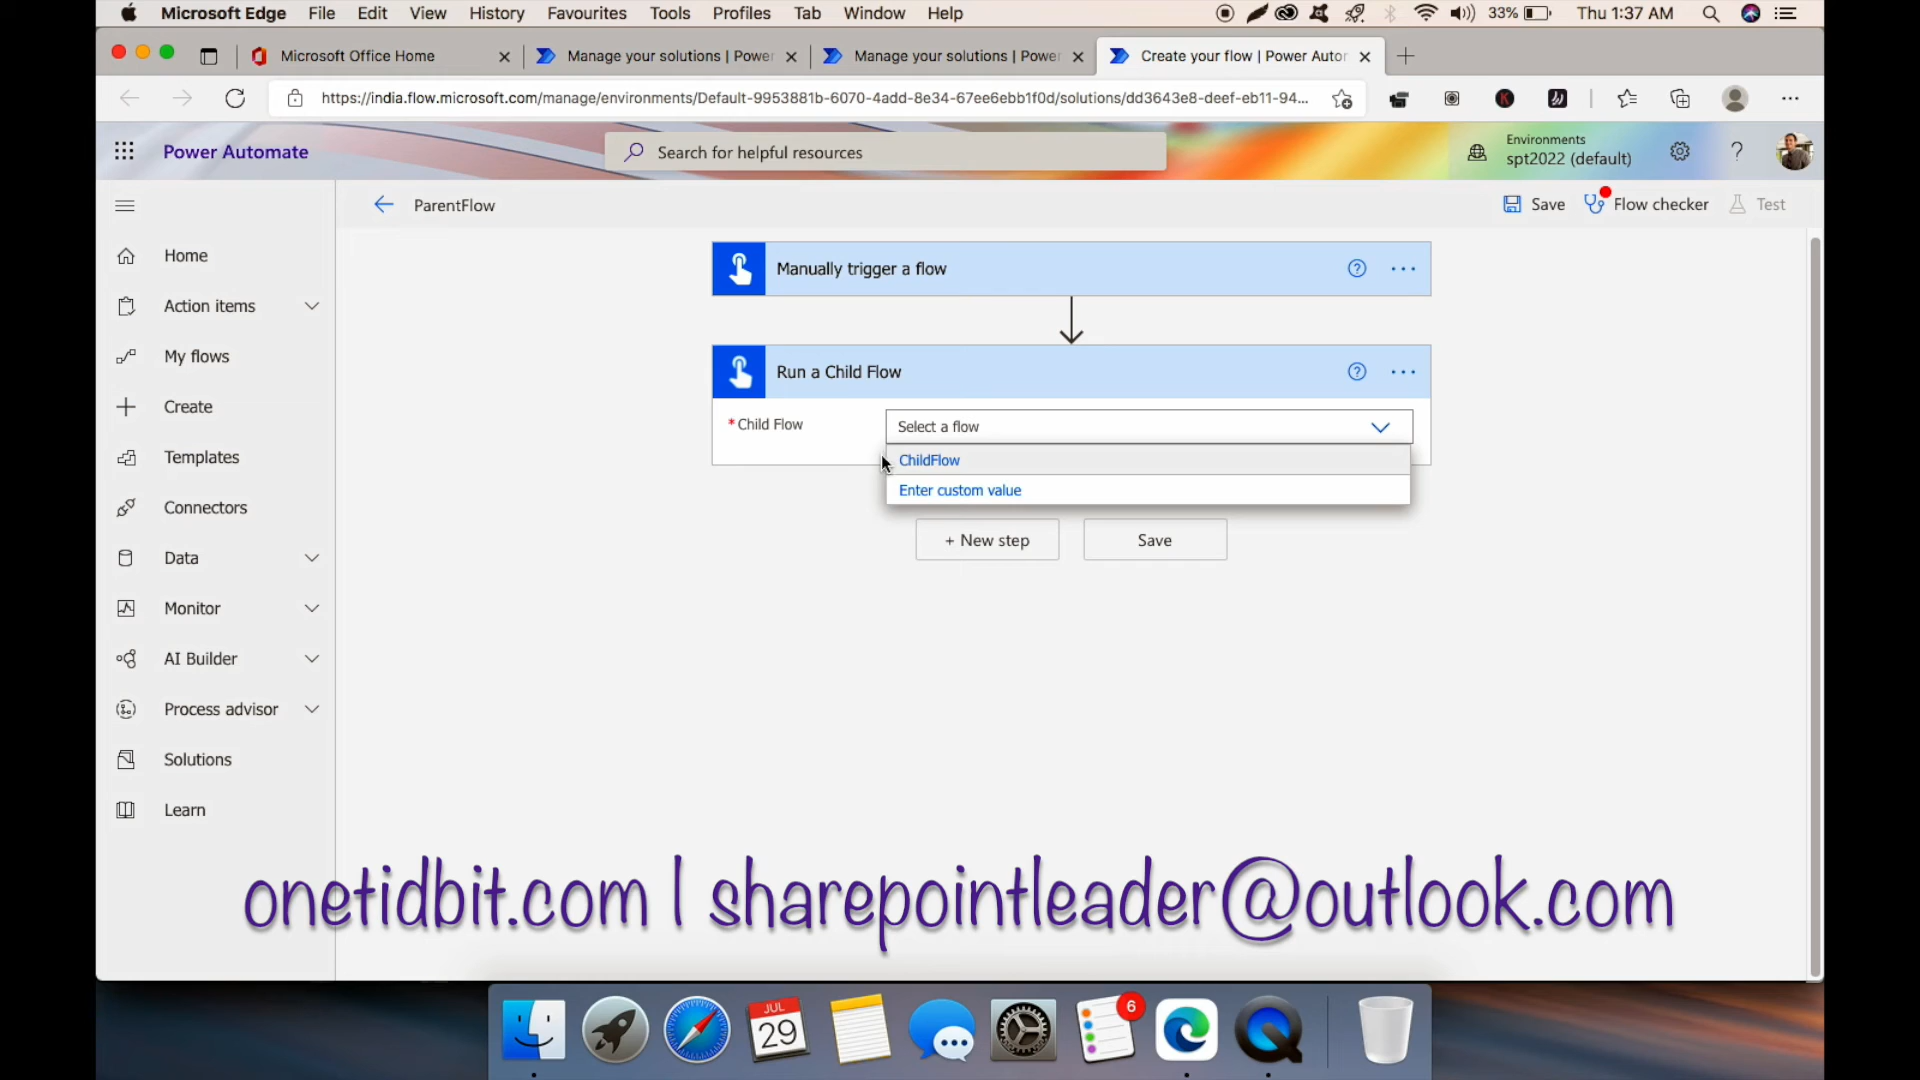 Microsoft Edge File Edit View History Favourites Tools Profiles Tab Window Help 33% Thu 1:37 AM
Microsoft Office Home
Manage your solutions | Power
Manage your solutions | Power
Create your flow | Power Autor
https://india.flow.microsoft.com/manage/environments/Default-9953881b-6070-4add-8e34-67ee6ebb1f0d/solutions/dd3643e8-deef-eb11-94...
Power Automate
Search for helpful resources
Environments
spt2022 (default)
ParentFlow
Save
Flow checker
Test
Home
Action items
My flows
Create
Templates
Connectors
Data
Monitor
AI Builder
Process advisor
Solutions
Learn
Manually trigger a flow
Run a Child Flow
* Child Flow
Select a flow
ChildFlow
Enter custom value
+ New step
Save
onetidbit.com | sharepointleader@outlook.com
JUL
29
6